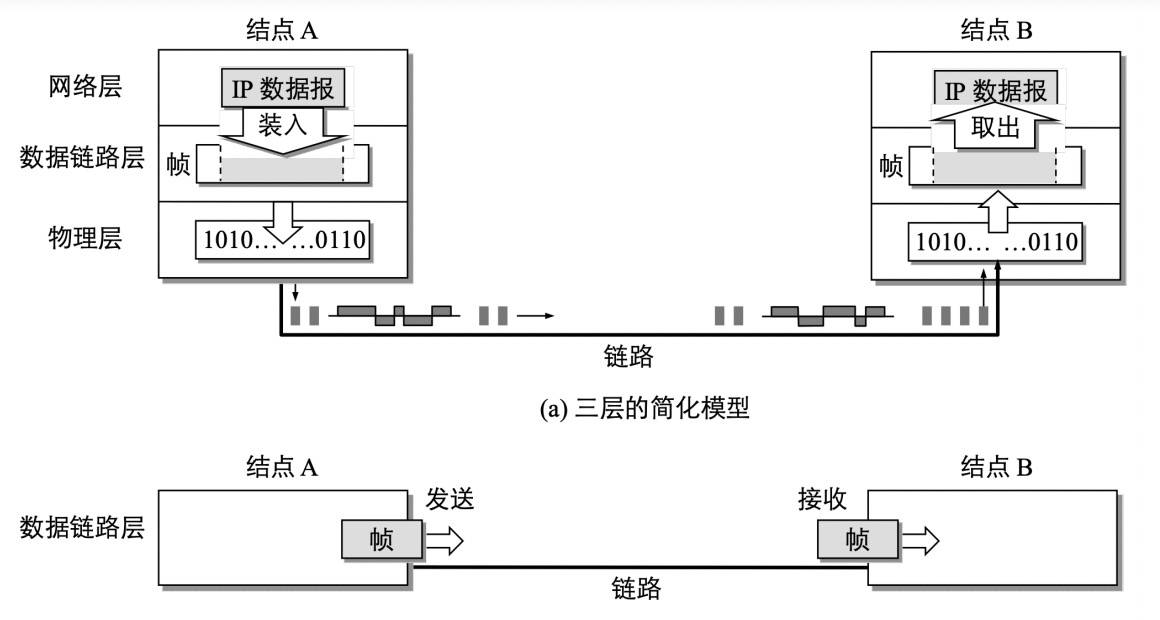 结点 A
结点 B
网络层
IP 数据报
IP 数据报
装入
取出
数据链路层
帧
帧
物理层
1010… …0110
1010… …0110
链路
(a) 三层的简化模型
结点 A
结点 B
数据链路层
发送
接收
帧
帧
链路